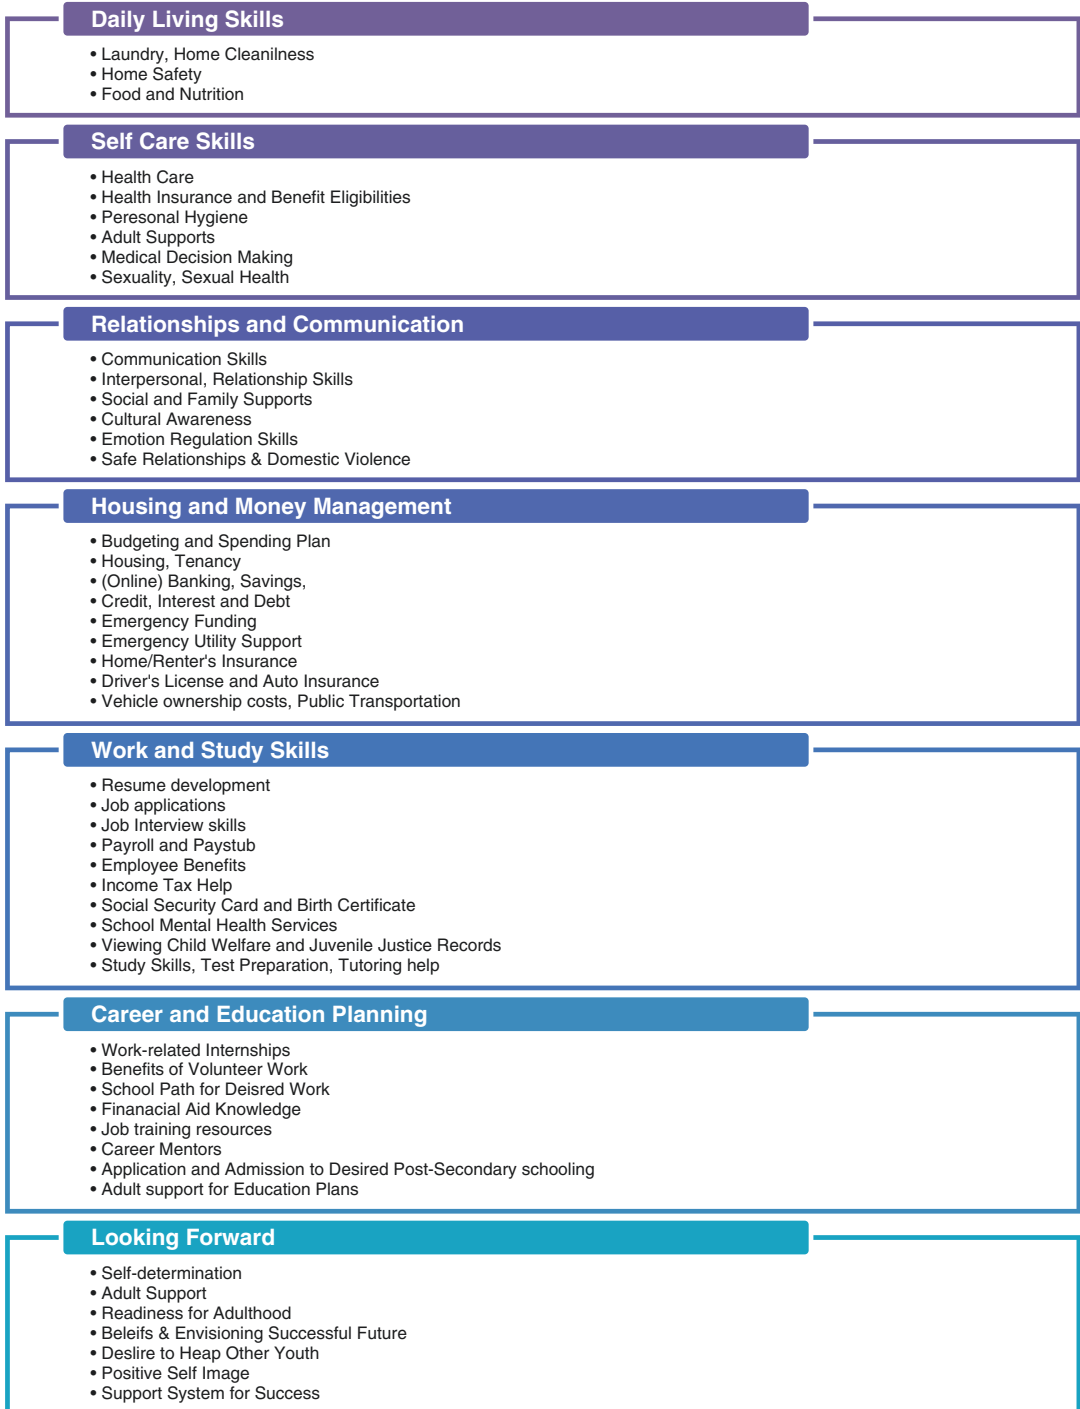 Daily Living Skills
• Laundry, Home Cleanilness
• Home Safety
• Food and Nutrition
Self Care Skills
• Health Care
• Health Insurance and Benefit Eligibilities
• Peresonal Hygiene
• Adult Supports
• Medical Decision Making
• Sexuality, Sexual Health
Relationships and Communication
• Communication Skills
• Interpersonal, Relationship Skills
• Social and Family Supports
• Cultural Awareness
• Emotion Regulation Skills
• Safe Relationships & Domestic Violence
Housing and Money Management
• Budgeting and Spending Plan
• Housing, Tenancy
• (Online) Banking, Savings,
• Credit, Interest and Debt
• Emergency Funding
• Emergency Utility Support
• Home/Renter's Insurance
• Driver's License and Auto Insurance
• Vehicle ownership costs, Public Transportation
Work and Study Skills
• Resume development
• Job applications
• Job Interview skills
• Payroll and Paystub
• Employee Benefits
• Income Tax Help
• Social Security Card and Birth Certificate
• School Mental Health Services
• Viewing Child Welfare and Juvenile Justice Records
• Study Skills, Test Preparation, Tutoring help
Career and Education Planning
• Work-related Internships
• Benefits of Volunteer Work
• School Path for Deisred Work
• Finanacial Aid Knowledge
• Job training resources
• Career Mentors
• Application and Admission to Desired Post-Secondary schooling
• Adult support for Education Plans
Looking Forward
• Self-determination
• Adult Support
• Readiness for Adulthood
• Beleifs & Envisioning Successful Future
• Deslire to Heap Other Youth
• Positive Self Image
• Support System for Success